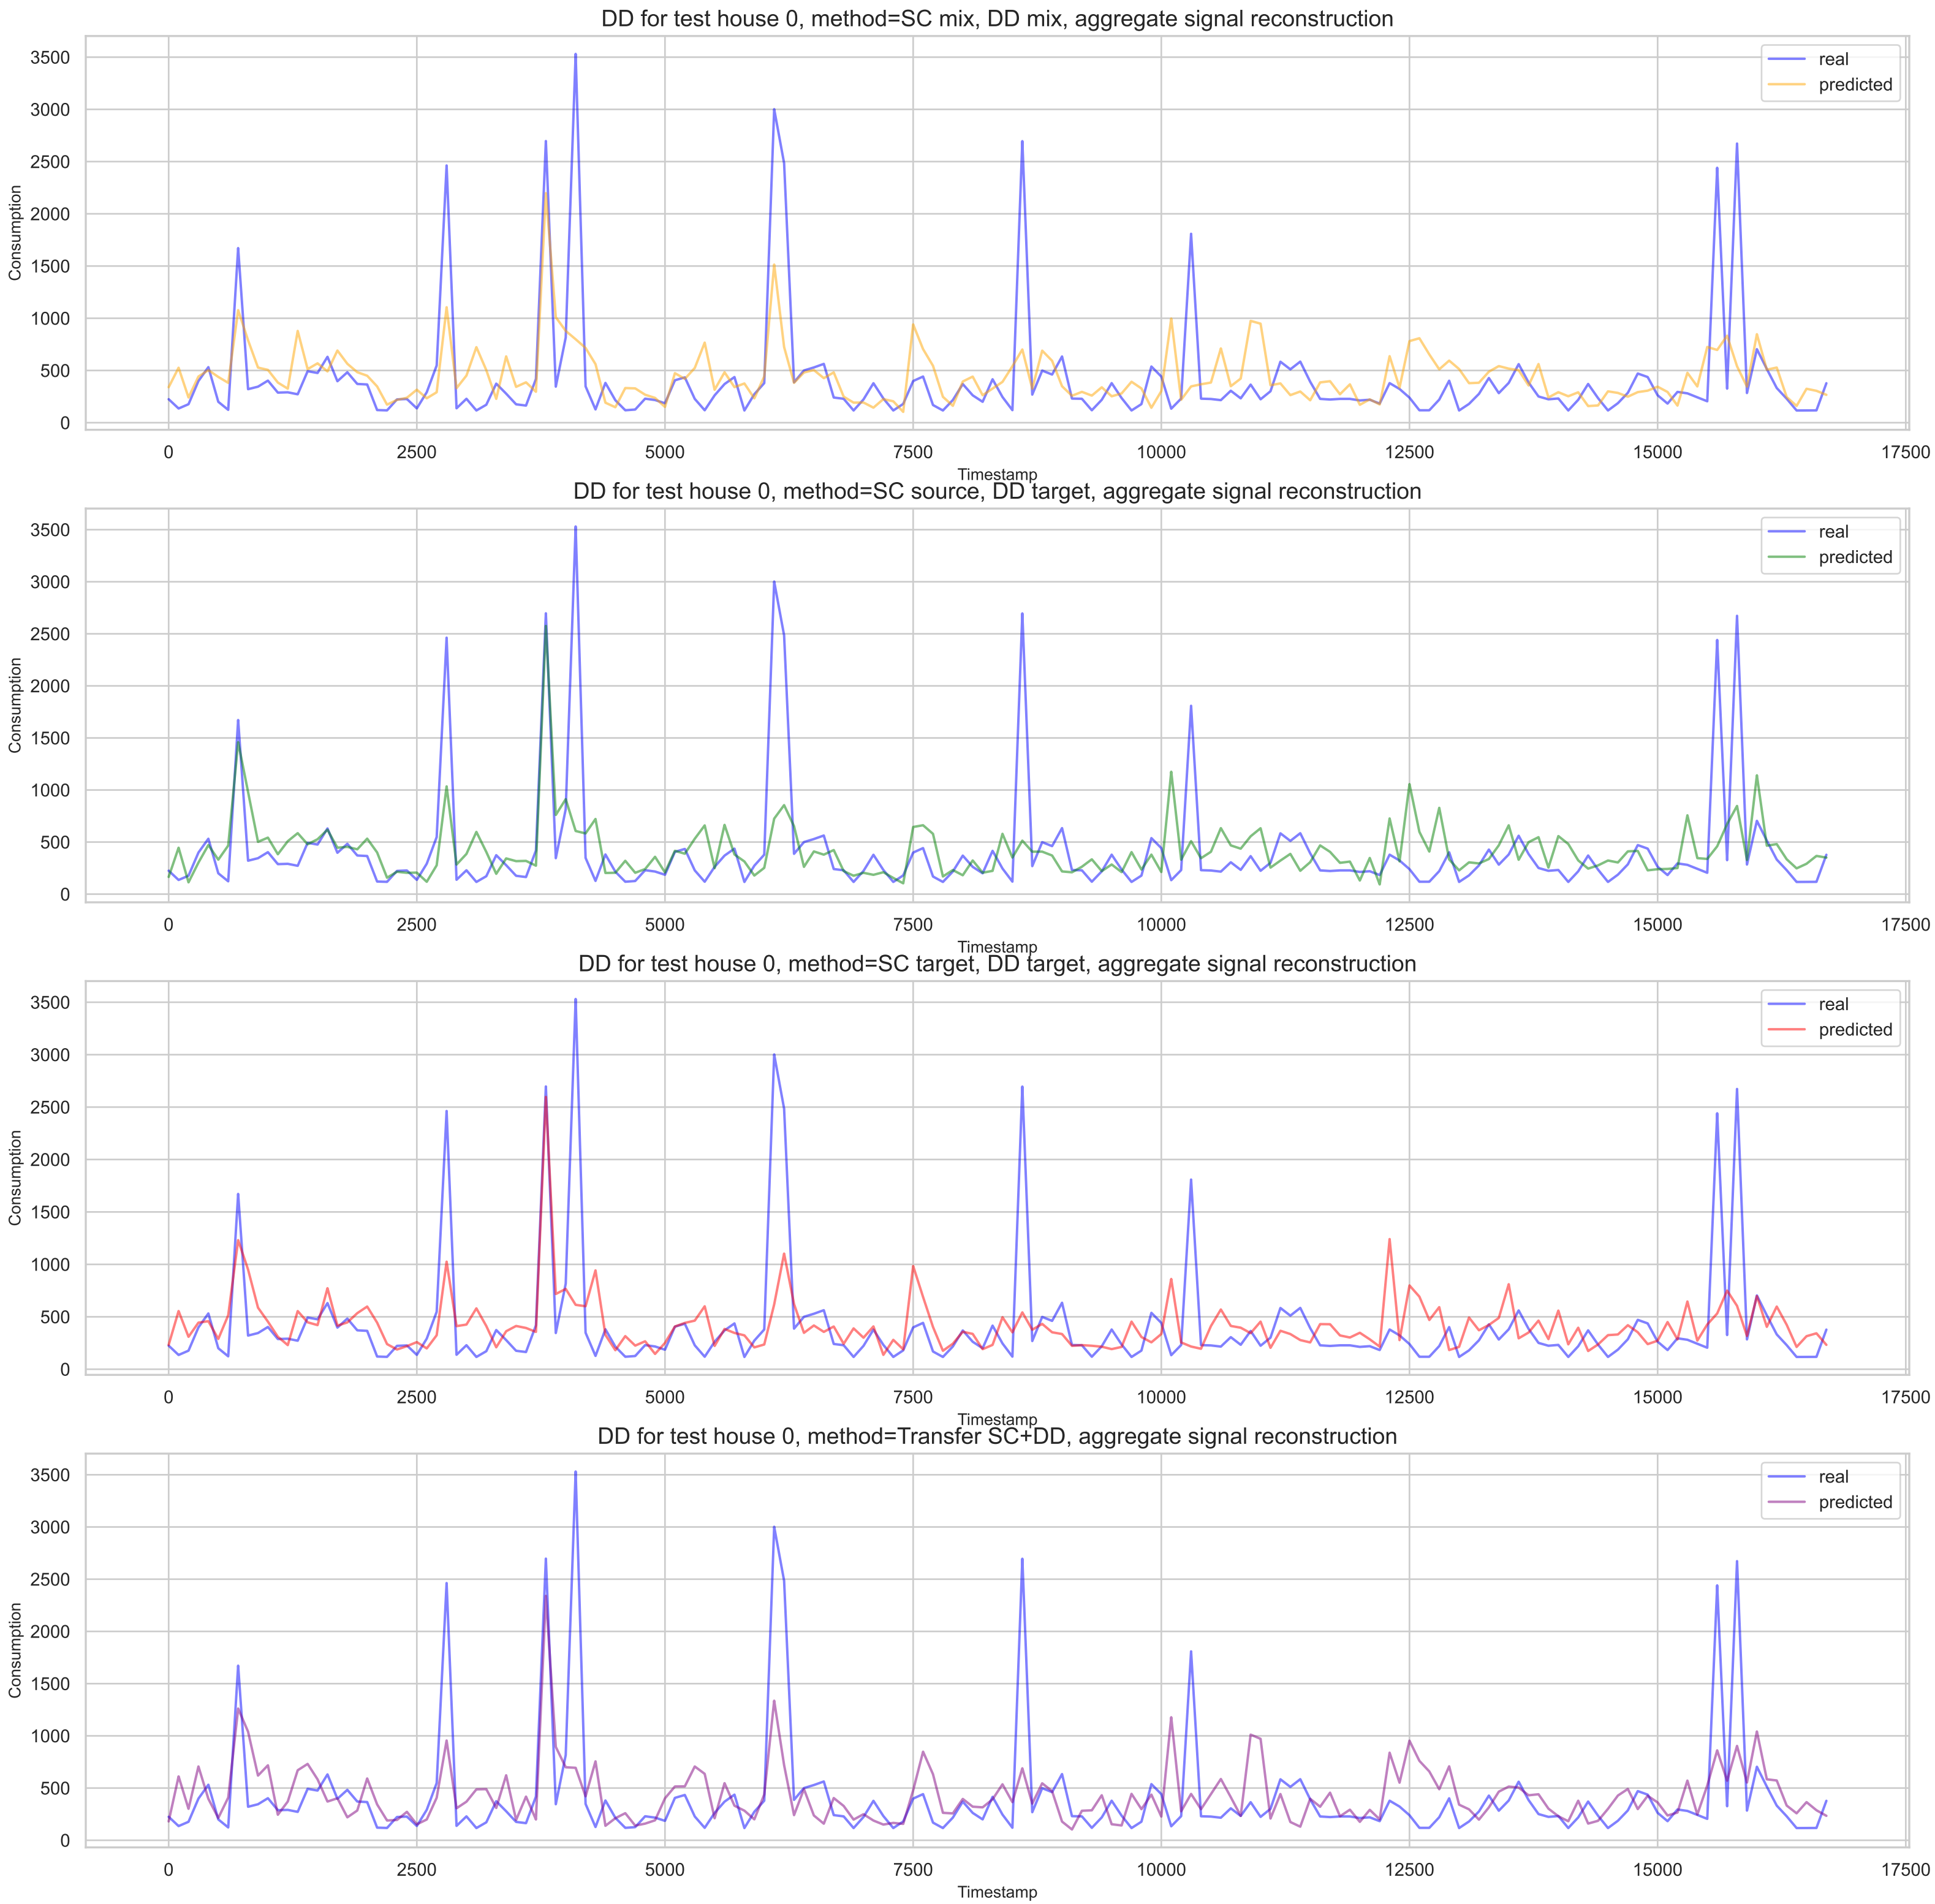 DD for test house 0, method=SC mix, DD mix, aggregate signal reconstruction
3500
3000
2500
2000
1500
1000
500
0
Consumption
real
predicted
0 2500 5000 7500 10000 12500 15000 17500
Timestamp
DD for test house 0, method=SC source, DD target, aggregate signal reconstruction
3500
3000
2500
2000
1500
1000
500
0
Consumption
real
predicted
0 2500 5000 7500 10000 12500 15000 17500
Timestamp
DD for test house 0, method=SC target, DD target, aggregate signal reconstruction
3500
3000
2500
2000
1500
1000
500
0
Consumption
real
predicted
0 2500 5000 7500 10000 12500 15000 17500
Timestamp
DD for test house 0, method=Transfer SC+DD, aggregate signal reconstruction
3500
3000
2500
2000
1500
1000
500
0
Consumption
real
predicted
0 2500 5000 7500 10000 12500 15000 17500
Timestamp